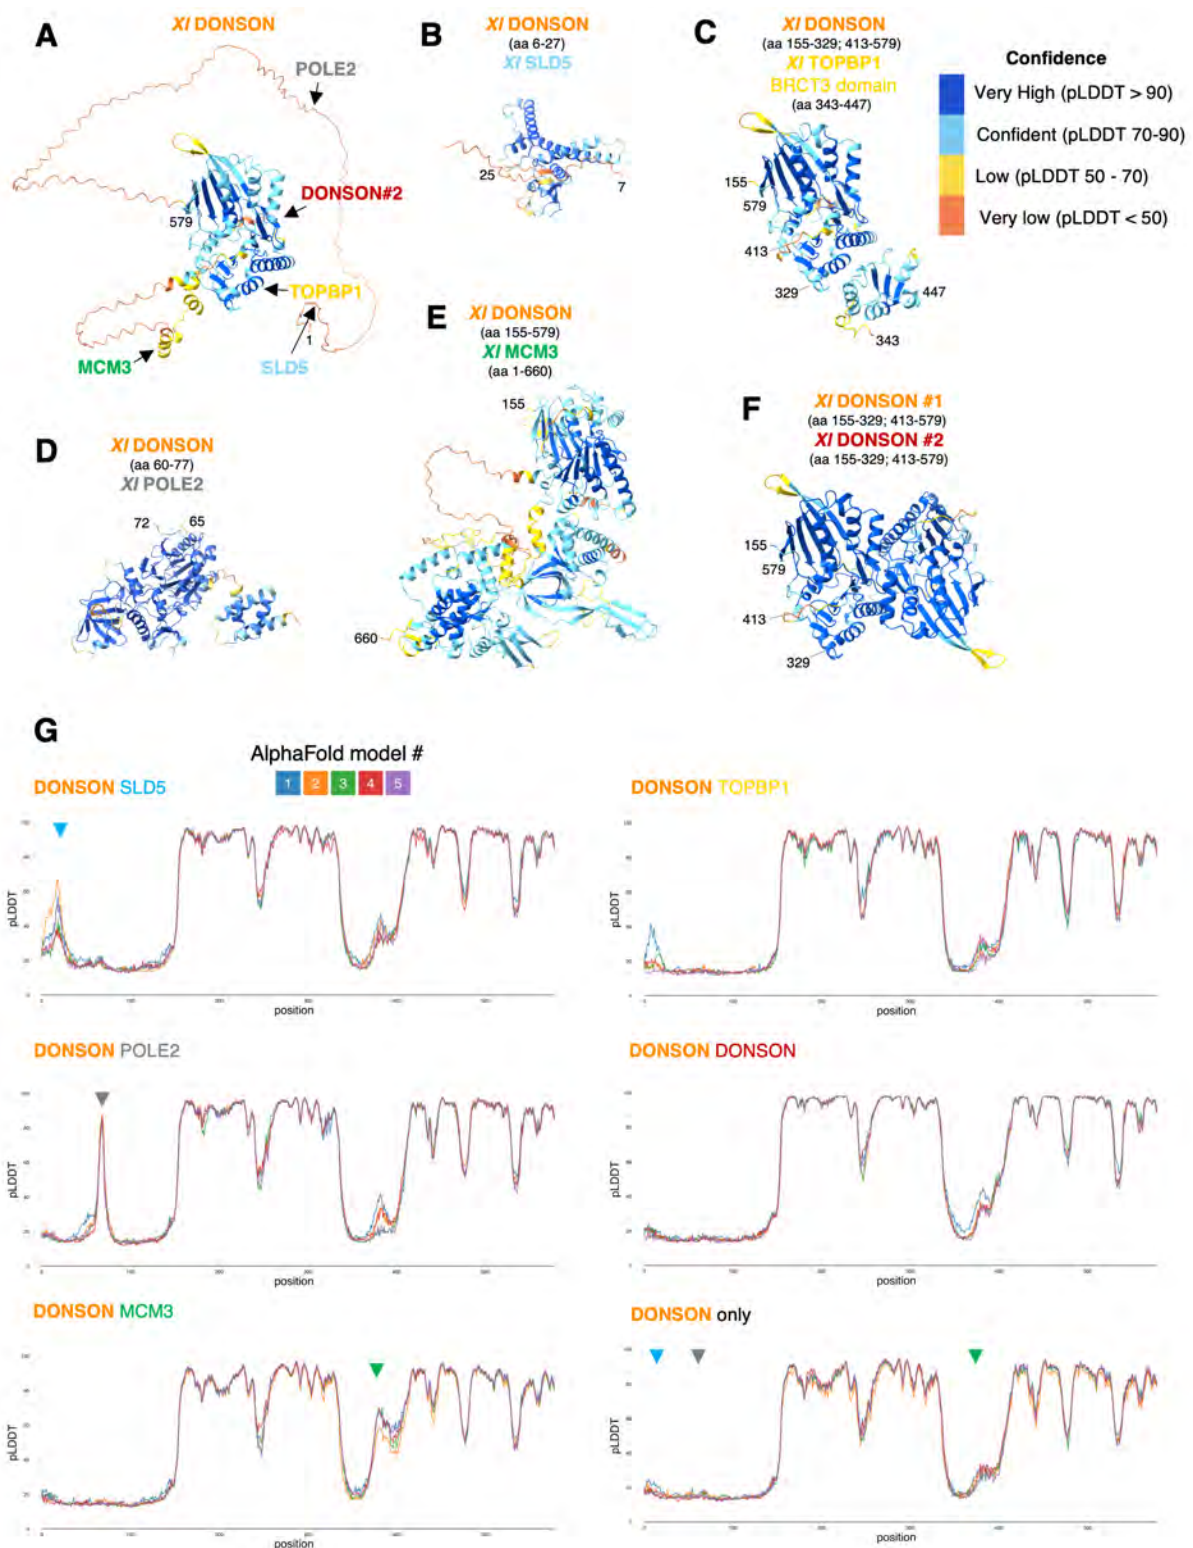 A
Xl DONSON
POLE2
DONSON#2
579
TOPBP1
1
MCM3
SLD5
B
Xl DONSON
(aa 6-27)
Xl SLD5
25
7
C
Xl DONSON
(aa 155-329; 413-579)
Xl TOPBP1
BRCT3 domain
(aa 343-447)
155
579
413
329
447
343
Confidence
Very High (pLDDT > 90)
Confident (pLDDT 70-90)
Low (pLDDT 50 - 70)
Very low (pLDDT < 50)
D
Xl DONSON
(aa 60-77)
Xl POLE2
72
65
E
Xl DONSON
(aa 155-579)
Xl MCM3
(aa 1-660)
155
660
F
Xl DONSON #1
(aa 155-329; 413-579)
Xl DONSON #2
(aa 155-329; 413-579)
155
579
413
329
G
AlphaFold model #
1 2 3 4 5
DONSON SLD5
pLDDT
position
DONSON TOPBP1
pLDDT
position
DONSON POLE2
pLDDT
position
DONSON DONSON
pLDDT
position
DONSON MCM3
pLDDT
position
DONSON only
pLDDT
position